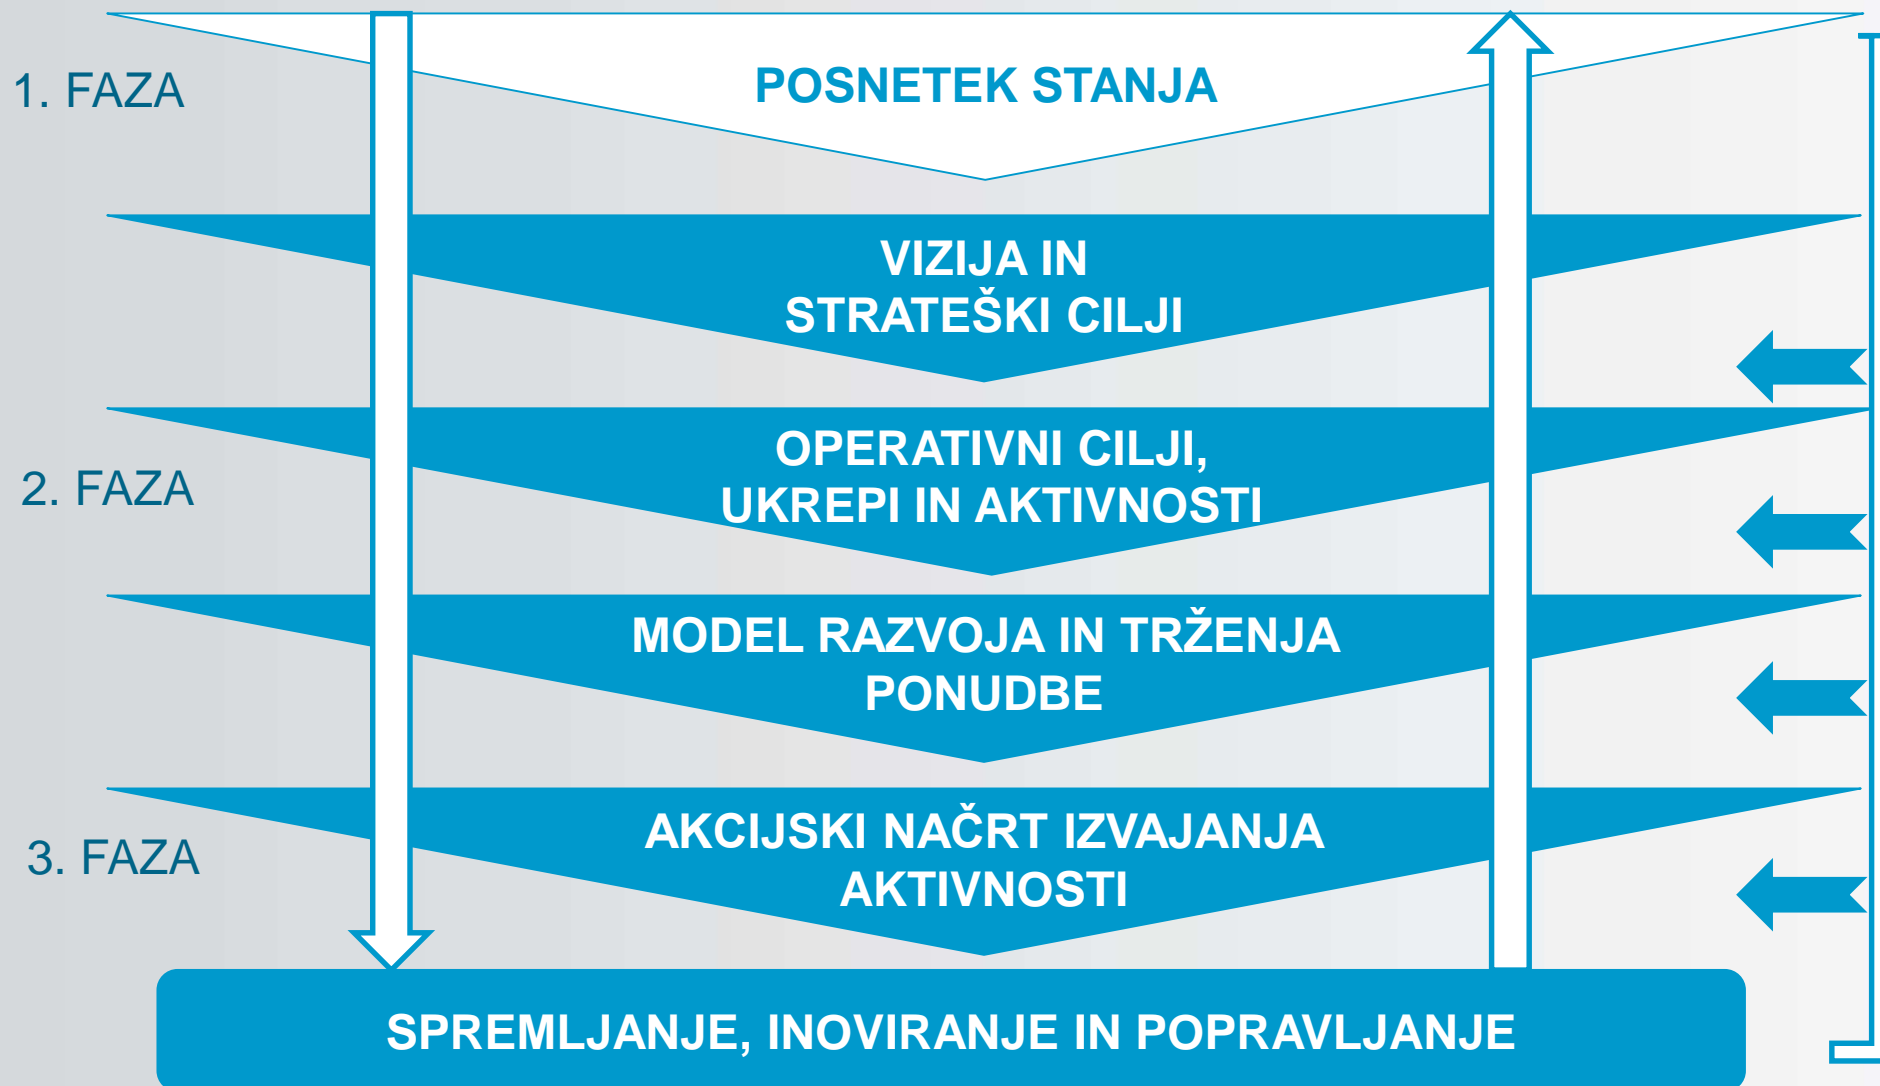 1. FAZA
POSNETEK STANJA
VIZIJA IN
STRATEŠKI CILJI
2. FAZA
OPERATIVNI CILJI,
UKREPI IN AKTIVNOSTI
MODEL RAZVOJA IN TRŽENJA
PONUDBE
3. FAZA
AKCIJSKI NAČRT IZVAJANJA
AKTIVNOSTI
SPREMLJANJE, INOVIRANJE IN POPRAVLJANJE